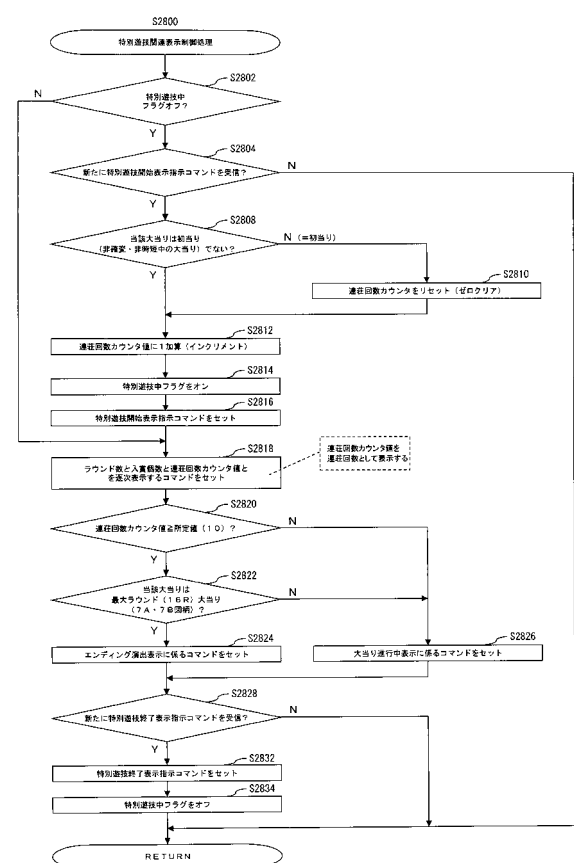 S2800
特別遊技関連表示制御処理
S2802
N
特別遊技中
フラグオフ？
Y
S2804
N
新たに特別遊技開始表示指示コマンドを受信？
Y
S2808
当該大当りは初当り
（非確変・非時短中の大当り）でない？
N（＝初当り）
Y
S2810
連荘回数カウンタをリセット（ゼロクリア）
S2812
連荘回数カウンタ値に１加算（インクリメント）
S2814
特別遊技中フラグをオン
S2816
特別遊技開始表示指示コマンドをセット
S2818
ラウンド数と入賞個数と連荘回数カウンタ値と
を逐次表示するコマンドをセット
連荘回数カウンタ値を
連荘回数として表示する
S2820
連荘回数カウンタ値≧所定値（１０）？
N
Y
S2822
当該大当りは
最大ラウンド（１６Ｒ）大当り
（７Ａ・７Ｂ図柄）？
N
Y
S2824
エンディング演出表示に係るコマンドをセット
S2826
大当り進行中表示に係るコマンドをセット
S2828
新たに特別遊技終了表示指示コマンドを受信？
N
Y
S2832
特別遊技終了表示指示コマンドをセット
S2834
特別遊技中フラグをオフ
RETURN